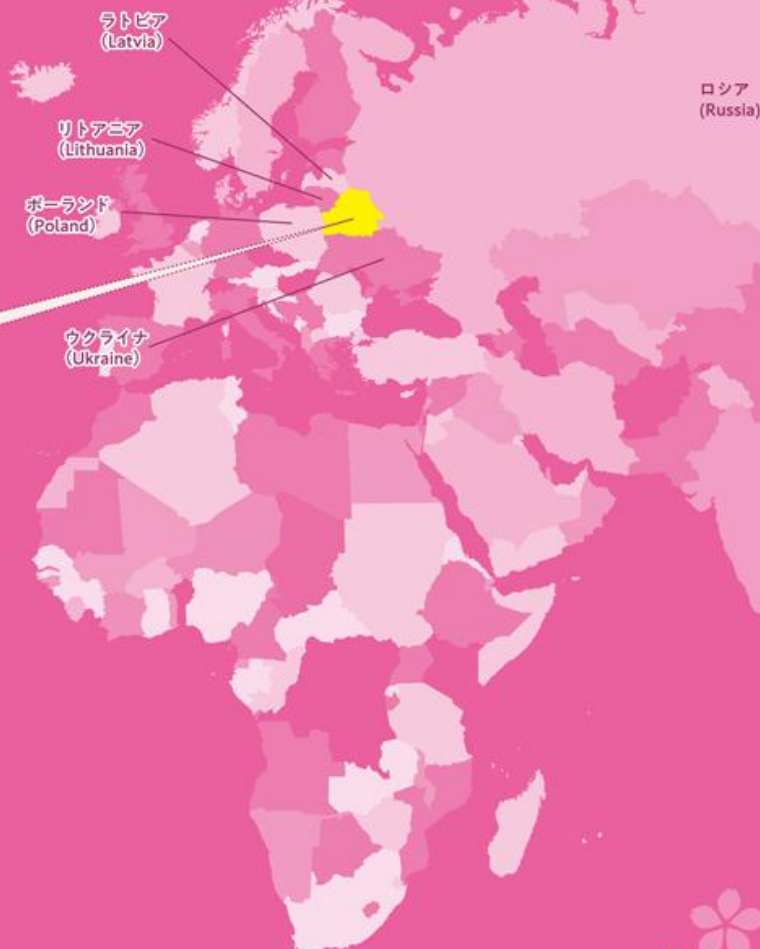 ラトビア
(Latvia)
ロシア
(Russia)
リトアニア
(Lithuania)
ポーランド
(Poland)
ウクライナ
(Ukraine)